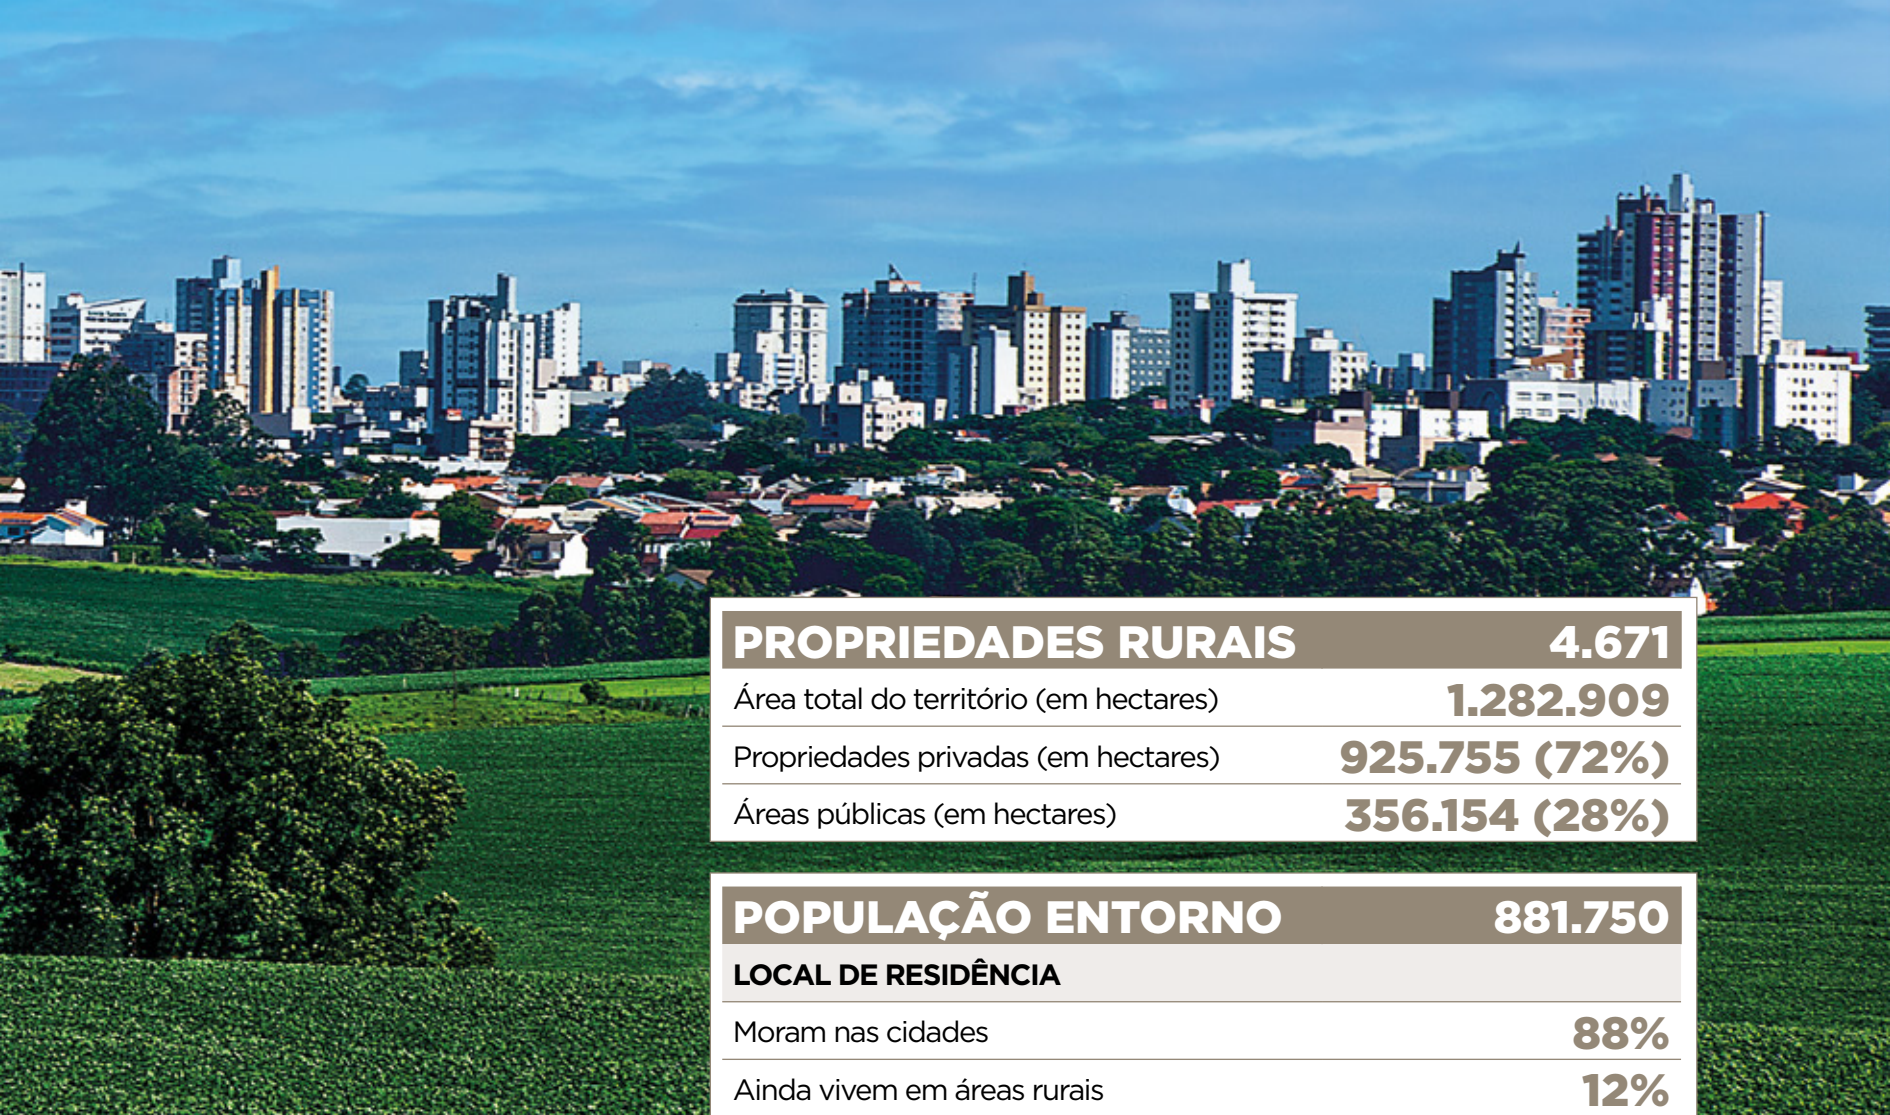 PROPRIEDADES RURAIS 4.671
Área total do território (em hectares) 1.282.909
Propriedades privadas (em hectares) 925.755 (72%)
Áreas públicas (em hectares) 356.154 (28%)
POPULAÇÃO ENTORNO 881.750
LOCAL DE RESIDÊNCIA
Moram nas cidades 88%
Ainda vivem em áreas rurais 12%